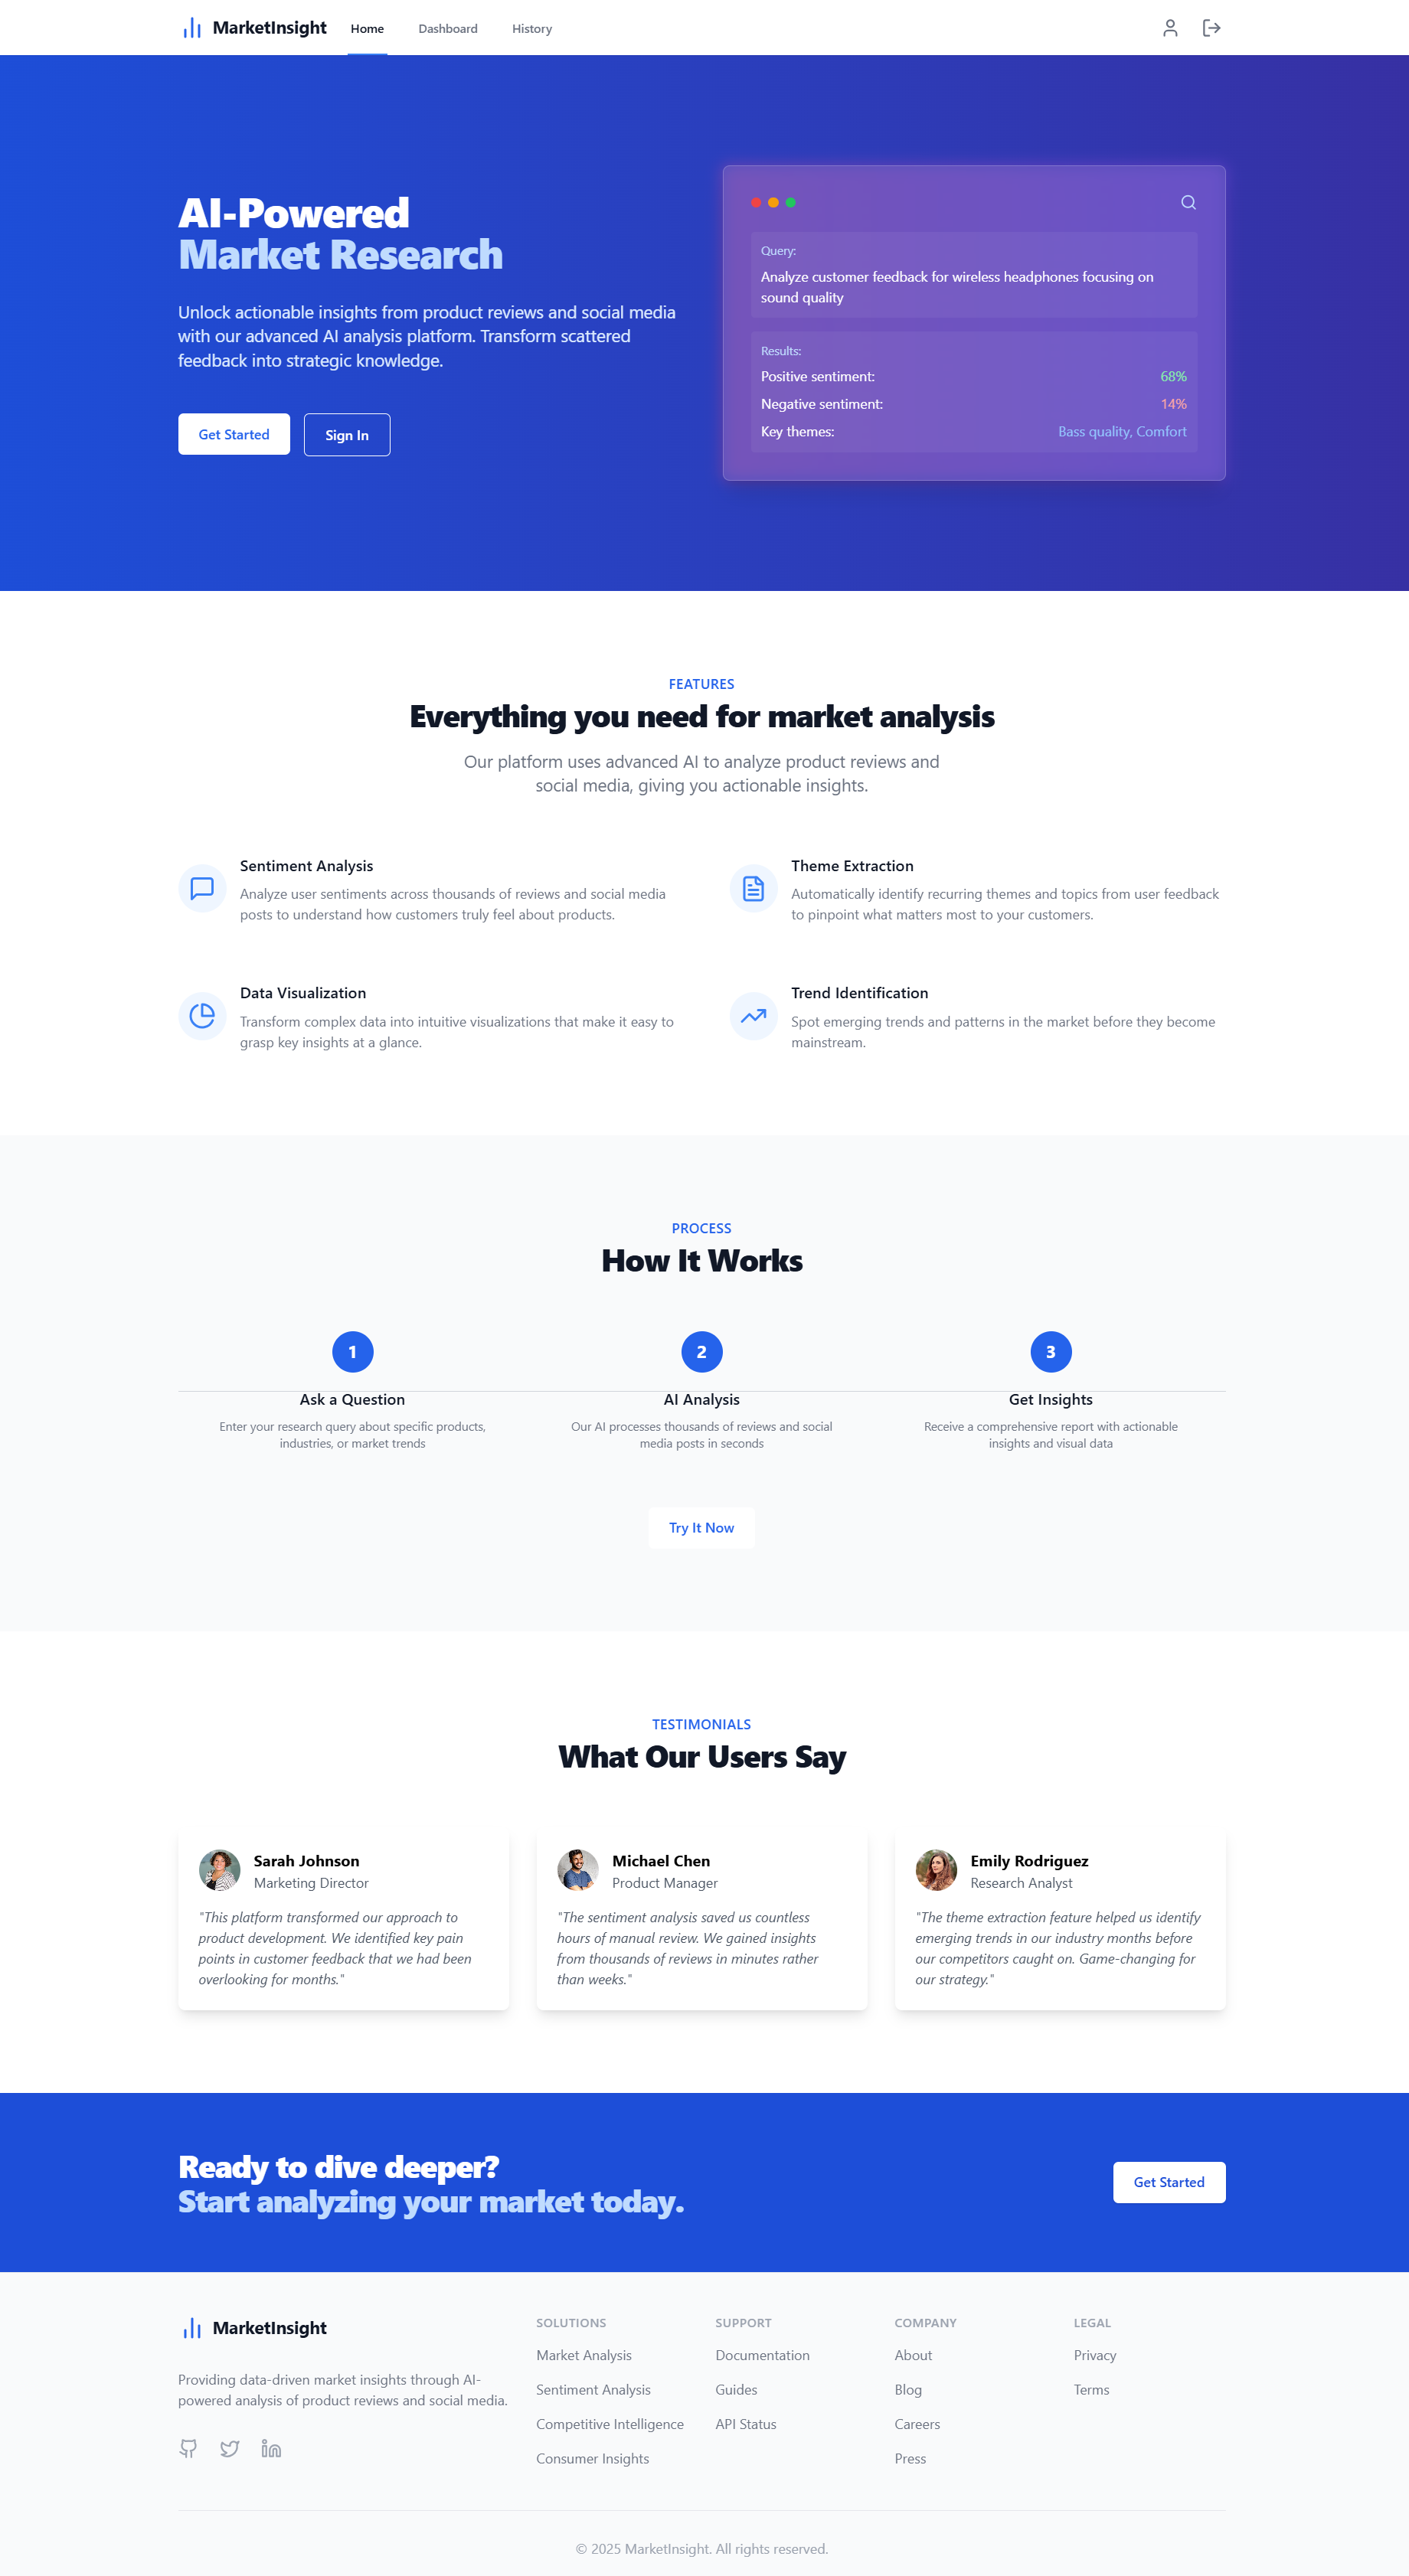 MarketInsight
Home
Dashboard
History
AI-Powered
Market Research
Unlock actionable insights from product reviews and social media
with our advanced AI analysis platform. Transform scattered
feedback into strategic knowledge.
Get Started
Sign In
Query:
Analyze customer feedback for wireless headphones focusing on
sound quality
Results:
Positive sentiment: 68%
Negative sentiment: 14%
Key themes: Bass quality, Comfort
FEATURES
Everything you need for market analysis
Our platform uses advanced AI to analyze product reviews and
social media, giving you actionable insights.
Sentiment Analysis
Analyze user sentiments across thousands of reviews and social media
posts to understand how customers truly feel about products.
Theme Extraction
Automatically identify recurring themes and topics from user feedback
to pinpoint what matters most to your customers.
Data Visualization
Transform complex data into intuitive visualizations that make it easy to
grasp key insights at a glance.
Trend Identification
Spot emerging trends and patterns in the market before they become
mainstream.
PROCESS
How It Works
1
Ask a Question
Enter your research query about specific products,
industries, or market trends
2
AI Analysis
Our AI processes thousands of reviews and social
media posts in seconds
3
Get Insights
Receive a comprehensive report with actionable
insights and visual data
Try It Now
TESTIMONIALS
What Our Users Say
Sarah Johnson
Marketing Director
"This platform transformed our approach to
product development. We identified key pain
points in customer feedback that we had been
overlooking for months."
Michael Chen
Product Manager
"The sentiment analysis saved us countless
hours of manual review. We gained insights
from thousands of reviews in minutes rather
than weeks."
Emily Rodriguez
Research Analyst
"The theme extraction feature helped us identify
emerging trends in our industry months before
our competitors caught on. Game-changing for
our strategy."
Ready to dive deeper?
Start analyzing your market today.
Get Started
MarketInsight
Providing data-driven market insights through AI-
powered analysis of product reviews and social media.
SOLUTIONS
Market Analysis
Sentiment Analysis
Competitive Intelligence
Consumer Insights
SUPPORT
Documentation
Guides
API Status
COMPANY
About
Blog
Careers
Press
LEGAL
Privacy
Terms
© 2025 MarketInsight. All rights reserved.